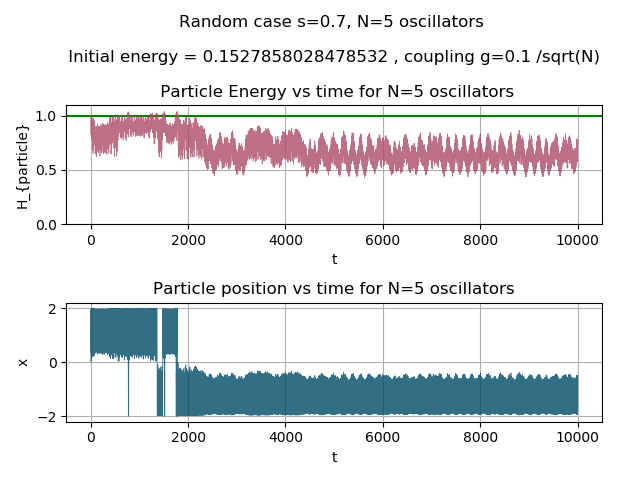 Random case s=0.7, N=5 oscillators
Initial energy = 0.1527858028478532 , coupling g=0.1 /sqrt(N)
Particle Energy vs time for N=5 oscillators
H_{particle}
1.0
0.5
0.0
0 2000 4000 6000 8000 10000
t
Particle position vs time for N=5 oscillators
x
2
0
−2
0 2000 4000 6000 8000 10000
t